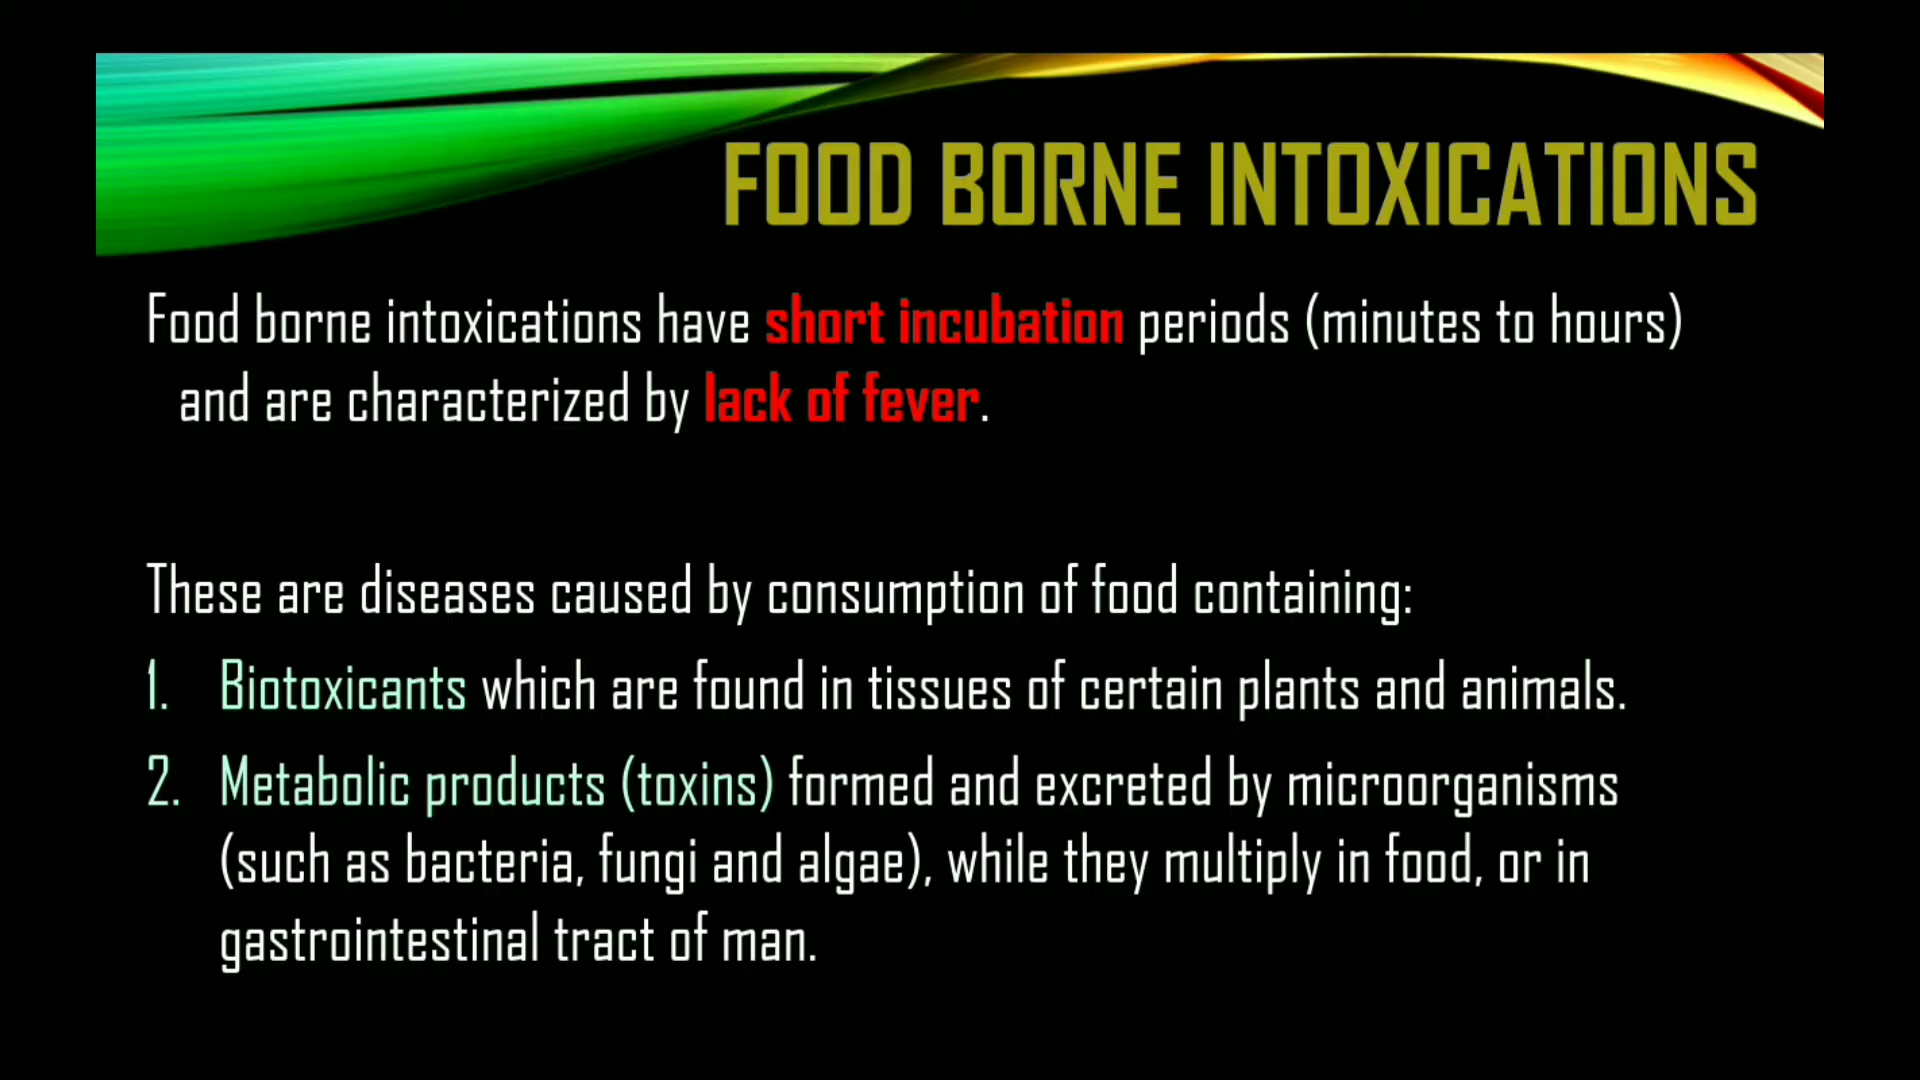 FOOD BORNE INTOXICATIONS
Food borne intoxications have short incubation periods (minutes to hours)
and are characterized by lack of fever.
These are diseases caused by consumption of food containing:
1. Biotoxicants which are found in tissues of certain plants and animals.
2. Metabolic products (toxins) formed and excreted by microorganisms
(such as bacteria, fungi and algae), while they multiply in food, or in
gastrointestinal tract of man.